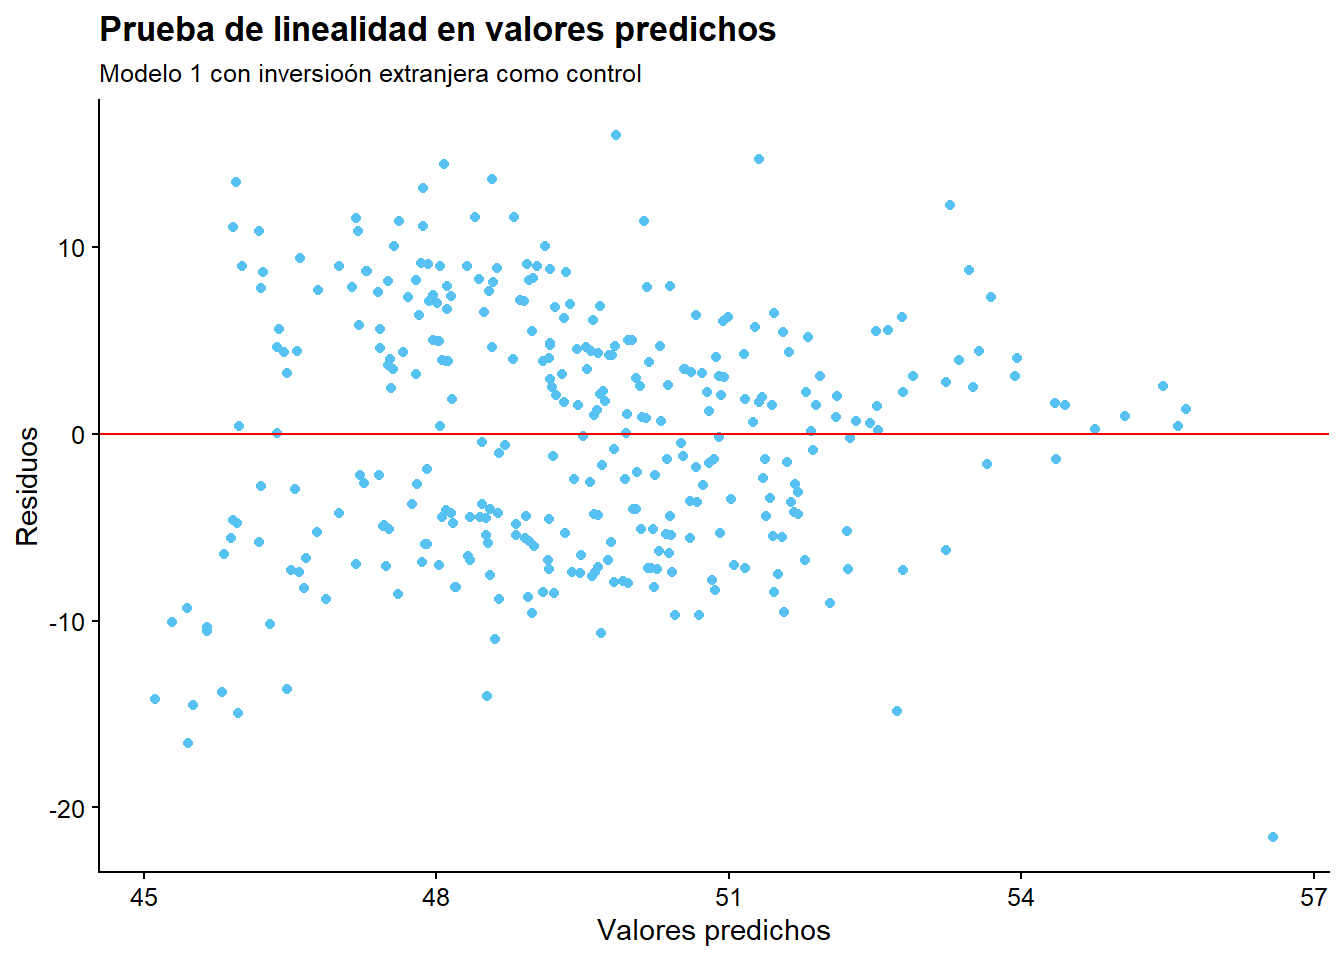 Prueba de linealidad en valores predichos
Modelo 1 con inversioón extranjera como control
Residuos
10
0
-10
-20
45 48 51 54 57
Valores predichos